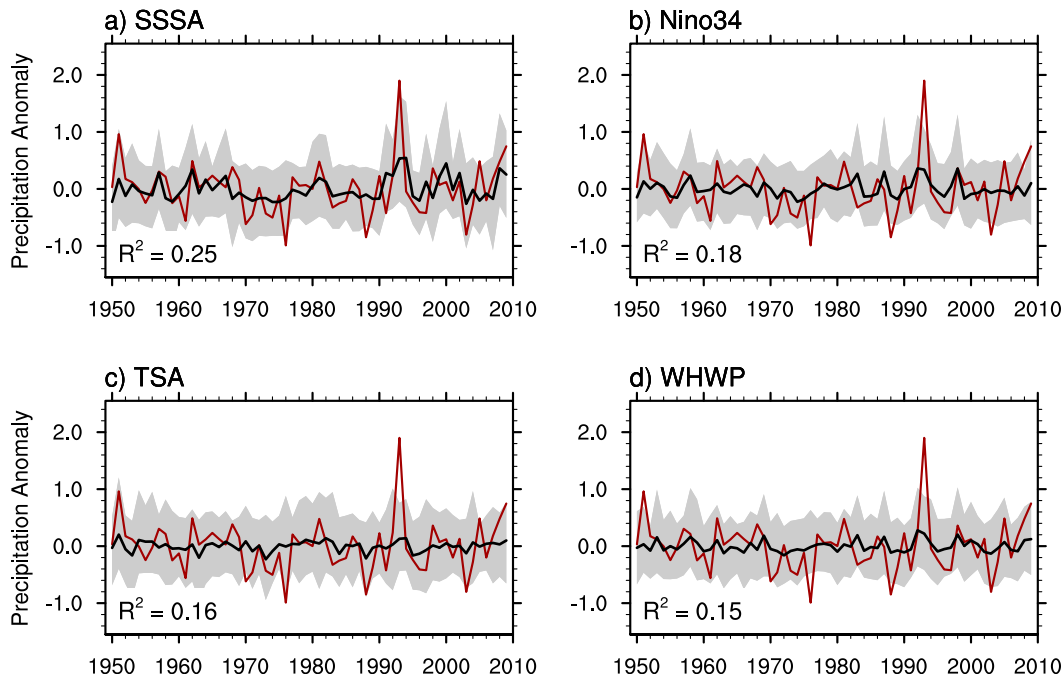 a) SSSA
Precipitation Anomaly
2.0
1.0
0.0
-1.0
R² = 0.25
1950 1960 1970 1980 1990 2000 2010
b) Nino34
2.0
1.0
0.0
-1.0
R² = 0.18
1950 1960 1970 1980 1990 2000 2010
c) TSA
Precipitation Anomaly
2.0
1.0
0.0
-1.0
R² = 0.16
1950 1960 1970 1980 1990 2000 2010
d) WHWP
2.0
1.0
0.0
-1.0
R² = 0.15
1950 1960 1970 1980 1990 2000 2010